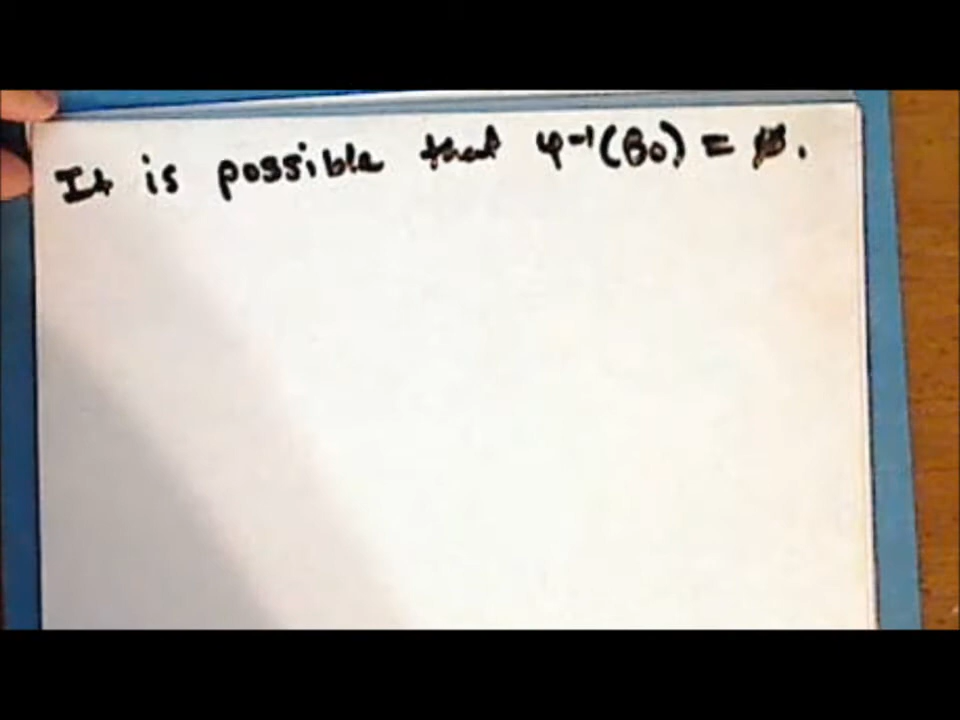 It is possible that φ⁻¹(B₀) = ∅.